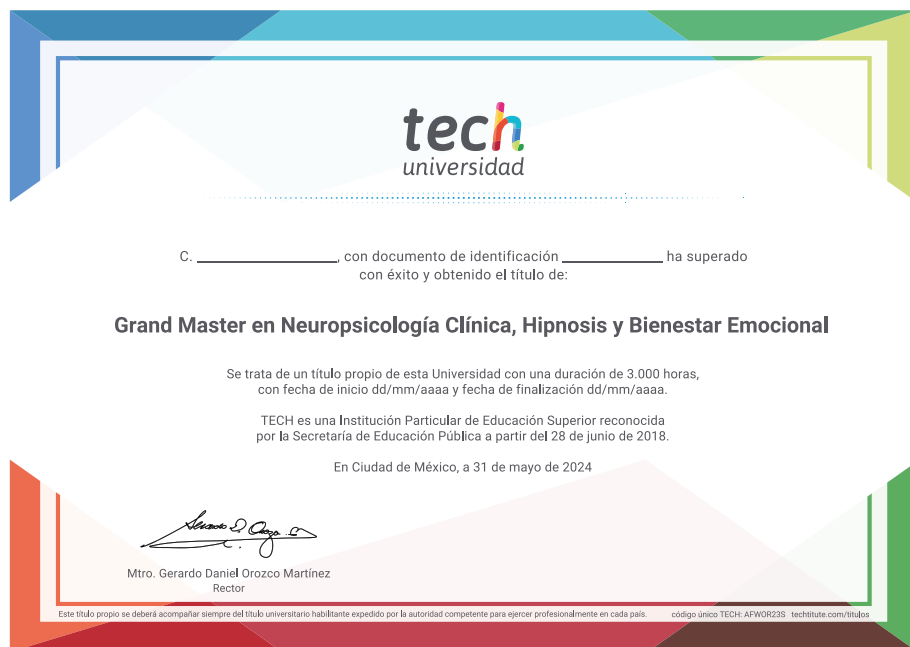 tech
universidad
C. ____________, con documento de identificación ____________ ha superado
con éxito y obtenido el título de:
Grand Master en Neuropsicología Clínica, Hipnosis y Bienestar Emocional
Se trata de un título propio de esta Universidad con una duración de 3.000 horas,
con fecha de inicio dd/mm/aaaa y fecha de finalización dd/mm/aaaa.
TECH es una Institución Particular de Educación Superior reconocida
por la Secretaría de Educación Pública a partir del 28 de junio de 2018.
En Ciudad de México, a 31 de mayo de 2024
Mtro. Gerardo Daniel Orozco Martínez
Rector
Este título propio se deberá acompañar siempre del título universitario habilitante expedido por la autoridad competente para ejercer profesionalmente en cada país. código único TECH: AFWOR23S techtitute.com/titulos